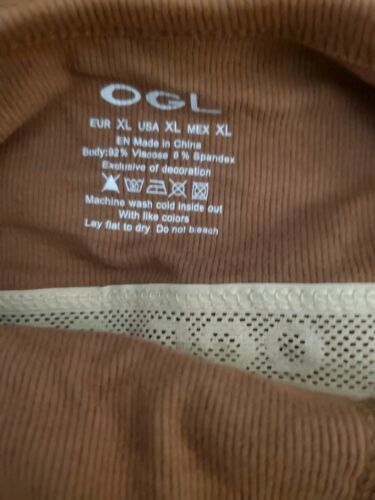 OGL
EUR XL USA XL MEX XL
EN Made in China
Body:92% Viscose 8% Spandex
Exclusive of decoration
Machine wash cold inside out
With like colors
Lay flat to dry Do not bleach